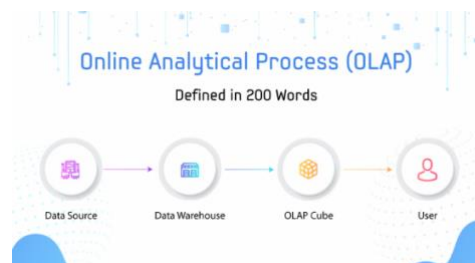 Online Analytical Process (OLAP)
Defined in 200 Words
Data Source
Data Warehouse
OLAP Cube
User